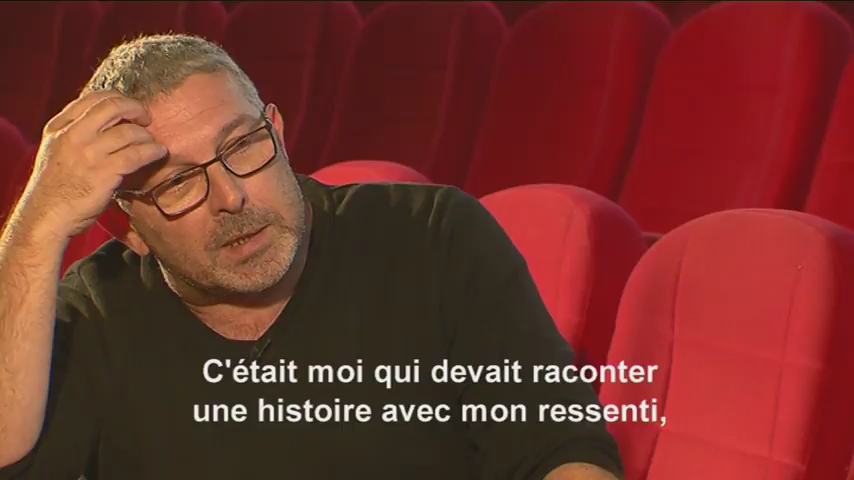 C'était moi qui devait raconter
une histoire avec mon ressenti,